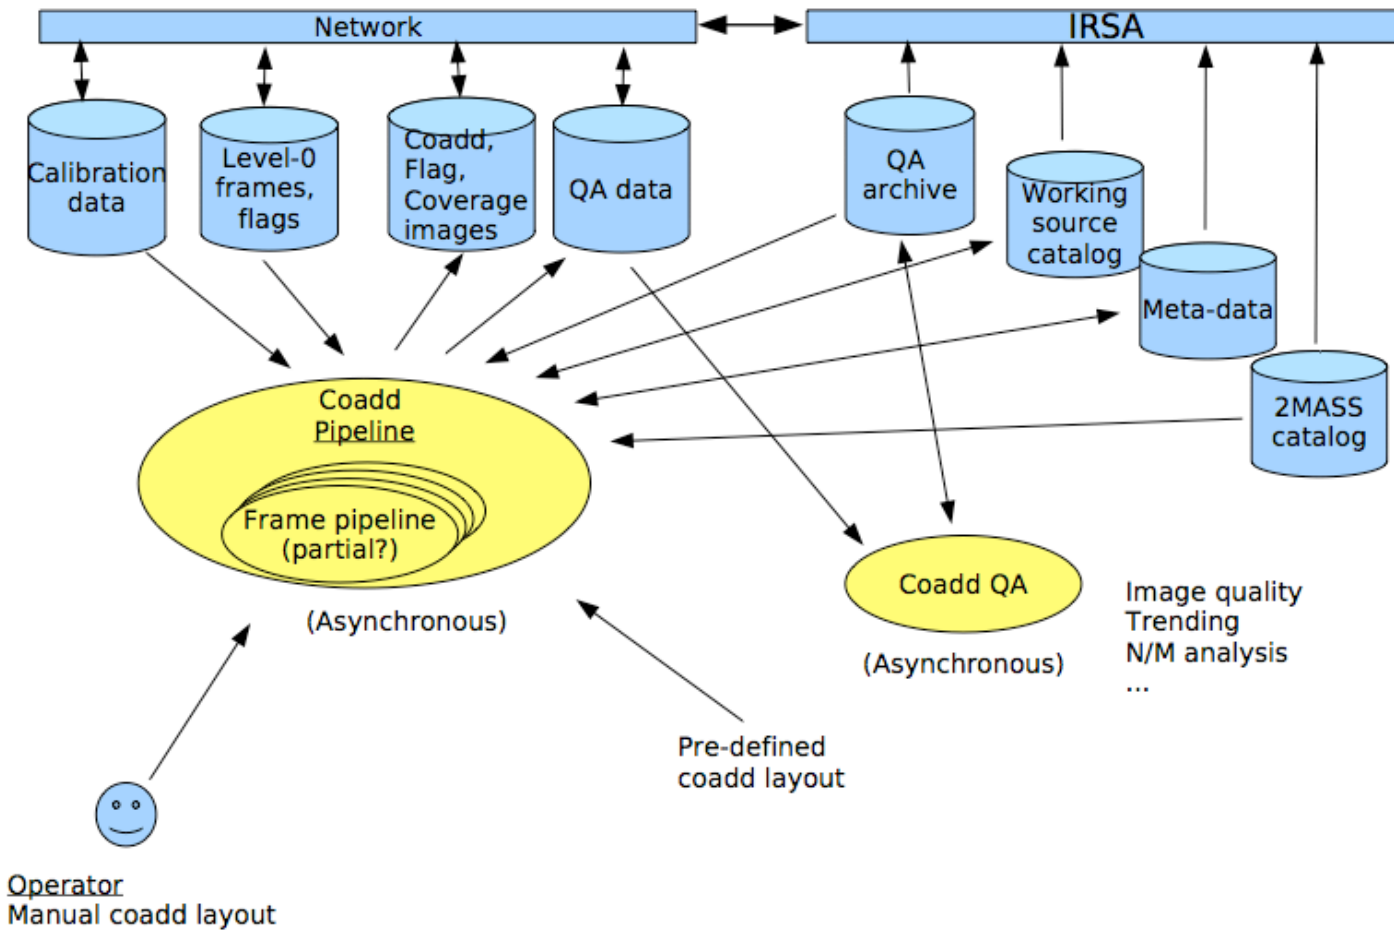 Network
IRSA
Calibration
data
Level-0
frames,
flags
Coadd,
Flag,
Coverage
images
QA data
QA
archive
Working
source
catalog
Meta-data
2MASS
catalog
Coadd
Pipeline
Frame pipeline
(partial?)
(Asynchronous)
Coadd QA
(Asynchronous)
Image quality
Trending
N/M analysis
...
Pre-defined
coadd layout
Operator
Manual coadd layout